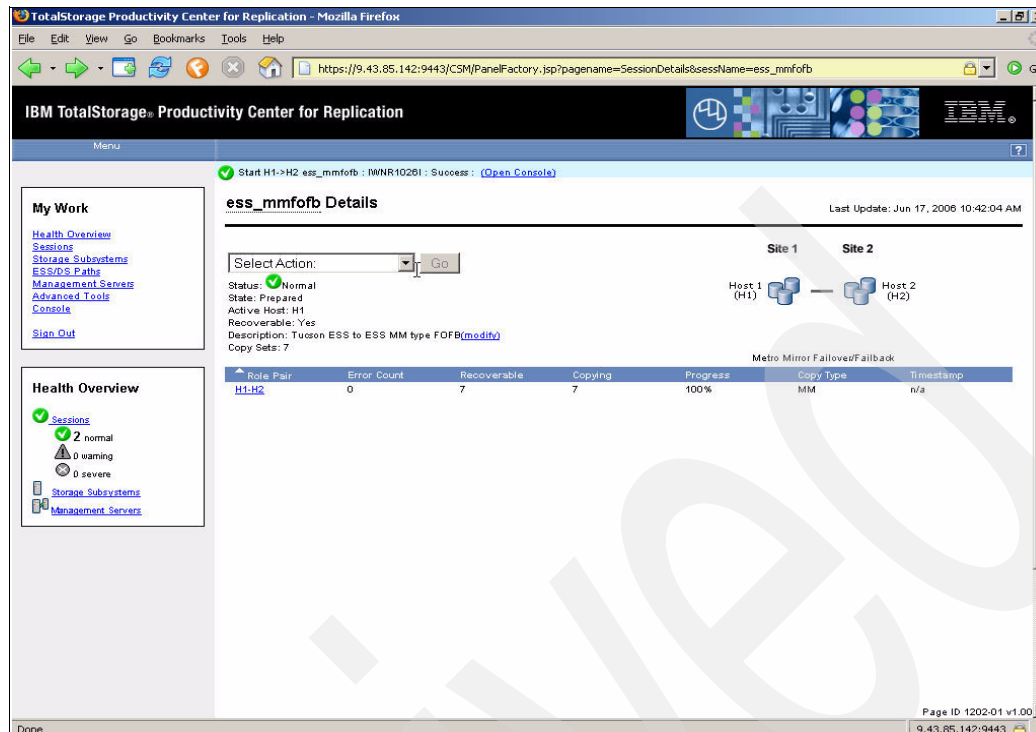 TotalStorage Productivity Center for Replication - Mozilla Firefox
File Edit View Go Bookmarks Tools Help
https://9.43.85.142:9443/CSM/PanelFactory.jsp?pagename=SessionDetails&sessName=ess_mmfofb
G
IBM TotalStorage® Productivity Center for Replication
IBM®
Menu
?
Start H1->H2 ess_mmfofb : IWNR1026I : Success : (Open Console)
My Work
Health Overview
Sessions
Storage Subsystems
ESS/DS Paths
Management Servers
Advanced Tools
Console
Sign Out
Health Overview
Sessions
2 normal
0 warning
0 severe
Storage Subsystems
Management Servers
ess_mmfofb Details
Last Update: Jun 17, 2006 10:42:04 AM
Select Action: Go
Status: Normal
State: Prepared
Active Host: H1
Recoverable: Yes
Description: Tucson ESS to ESS MM type FOFB(modify)
Copy Sets: 7
Site 1 Site 2
Host 1 (H1) Host 2 (H2)
Metro Mirror Failover/Failback
Role Pair Error Count Recoverable Copying Progress Copy Type Timestamp
H1-H2 0 7 7 100% MM n/a
Page ID 1202-01 v1.00
Done 9.43.85.142:9443